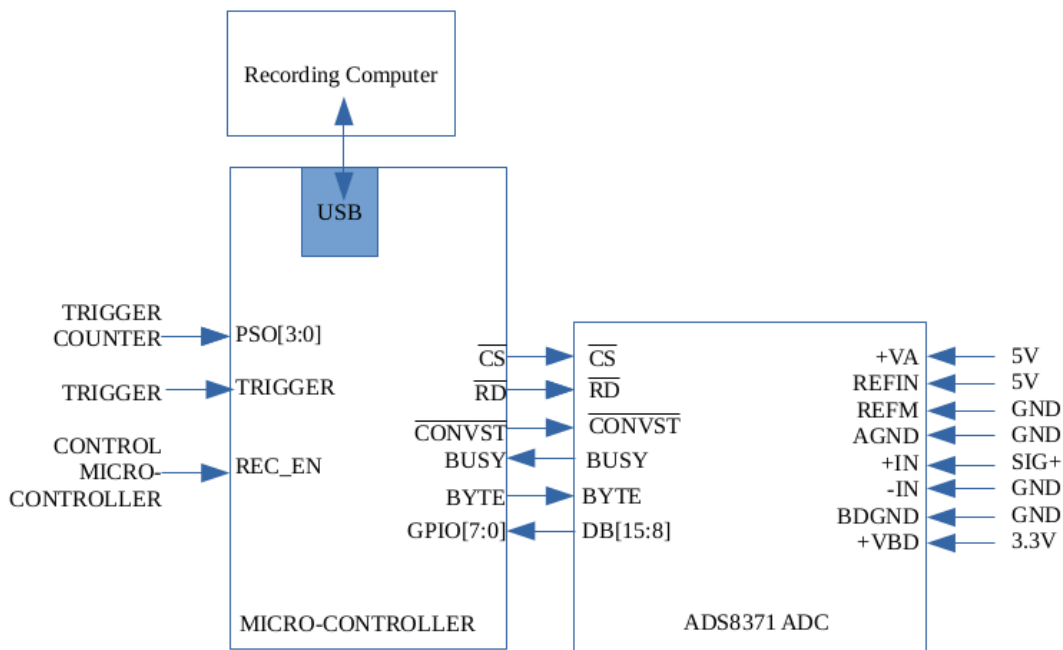 Recording Computer
USB
TRIGGER
COUNTER
PSO[3:0]
TRIGGER
TRIGGER
CONTROL
MICRO-
CONTROLLER
REC_EN
CS
RD
CONVST
BUSY
BYTE
GPIO[7:0]
MICRO-CONTROLLER
CS
RD
CONVST
BUSY
BYTE
DB[15:8]
ADS8371 ADC
+VA
REFIN
REFM
AGND
+IN
-IN
BDGND
+VBD
5V
5V
GND
GND
SIG+
GND
GND
3.3V